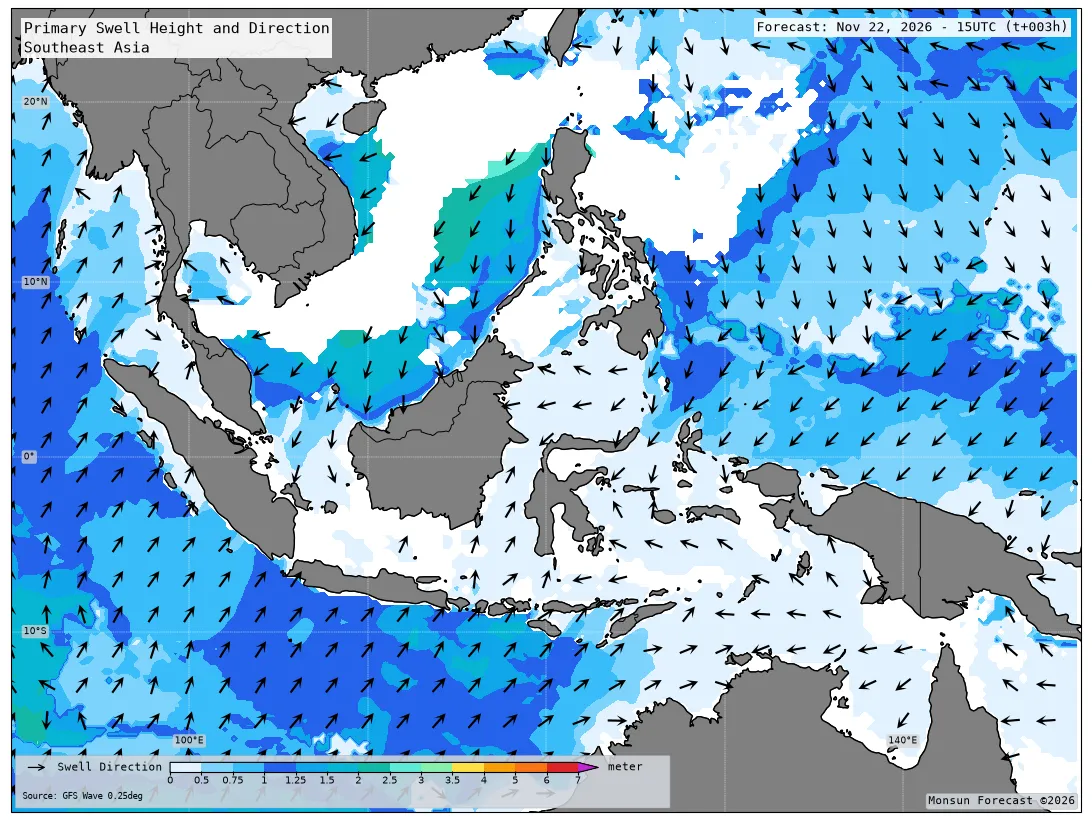 Primary Swell Height and Direction
Southeast Asia
Forecast: Nov 22, 2026 - 15UTC (t+003h)
20°N
10°N
0°
10°S
100°E
140°E
Swell Direction
0 0.5 0.75 1 1.25 1.5 2 2.5 3 3.5 4 5 6 7
meter
Source: GFS Wave 0.25deg
Monsun Forecast ©2026